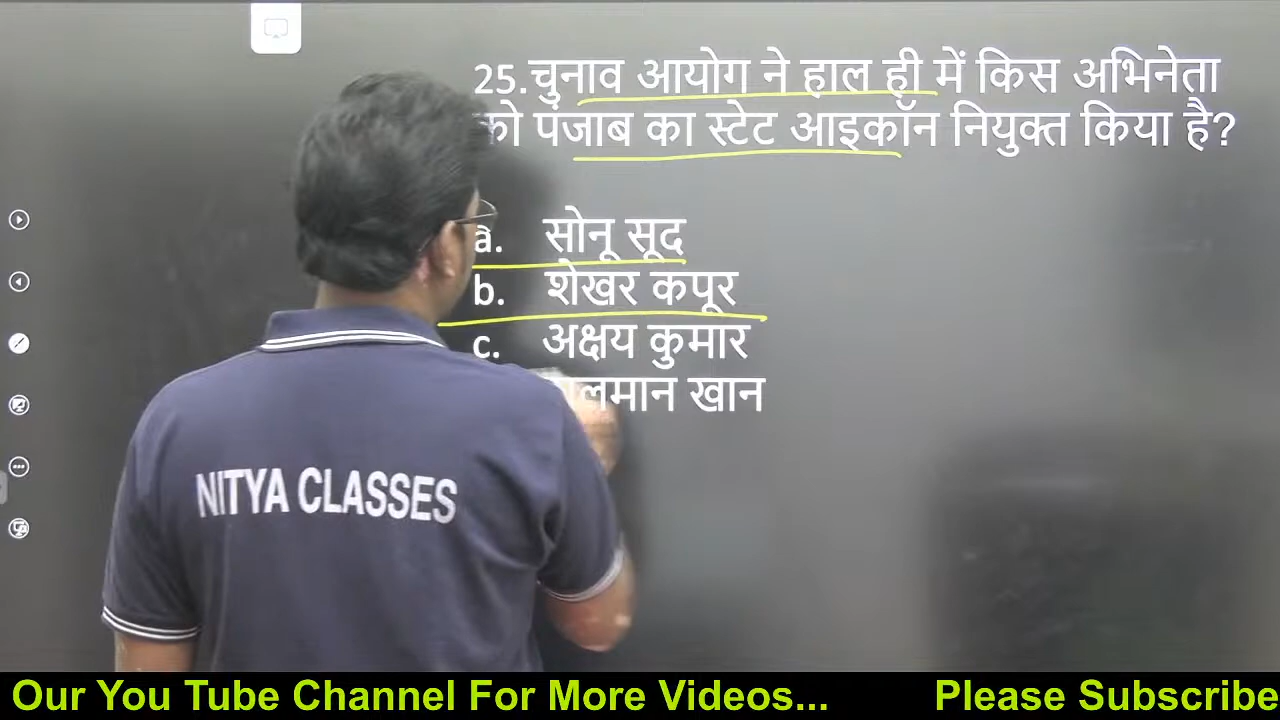 25.चुनाव आयोग ने हाल ही में किस अभिनेता
को पंजाब का स्टेट आइकॉन नियुक्त किया है?
a. सोनू सूद
b. शेखर कपूर
c. अक्षय कुमार
खान
NITYA CLASSES
Our You Tube Channel For More Videos... Please Subscribe